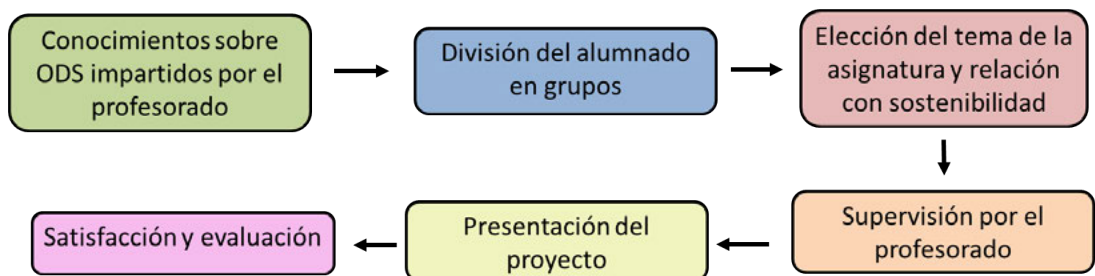 Conocimientos sobre
ODS impartidos por el
profesorado
División del alumnado
en grupos
Elección del tema de la
asignatura y relación
con sostenibilidad
Supervisión por el
profesorado
Presentación del
proyecto
Satisfacción y evaluación